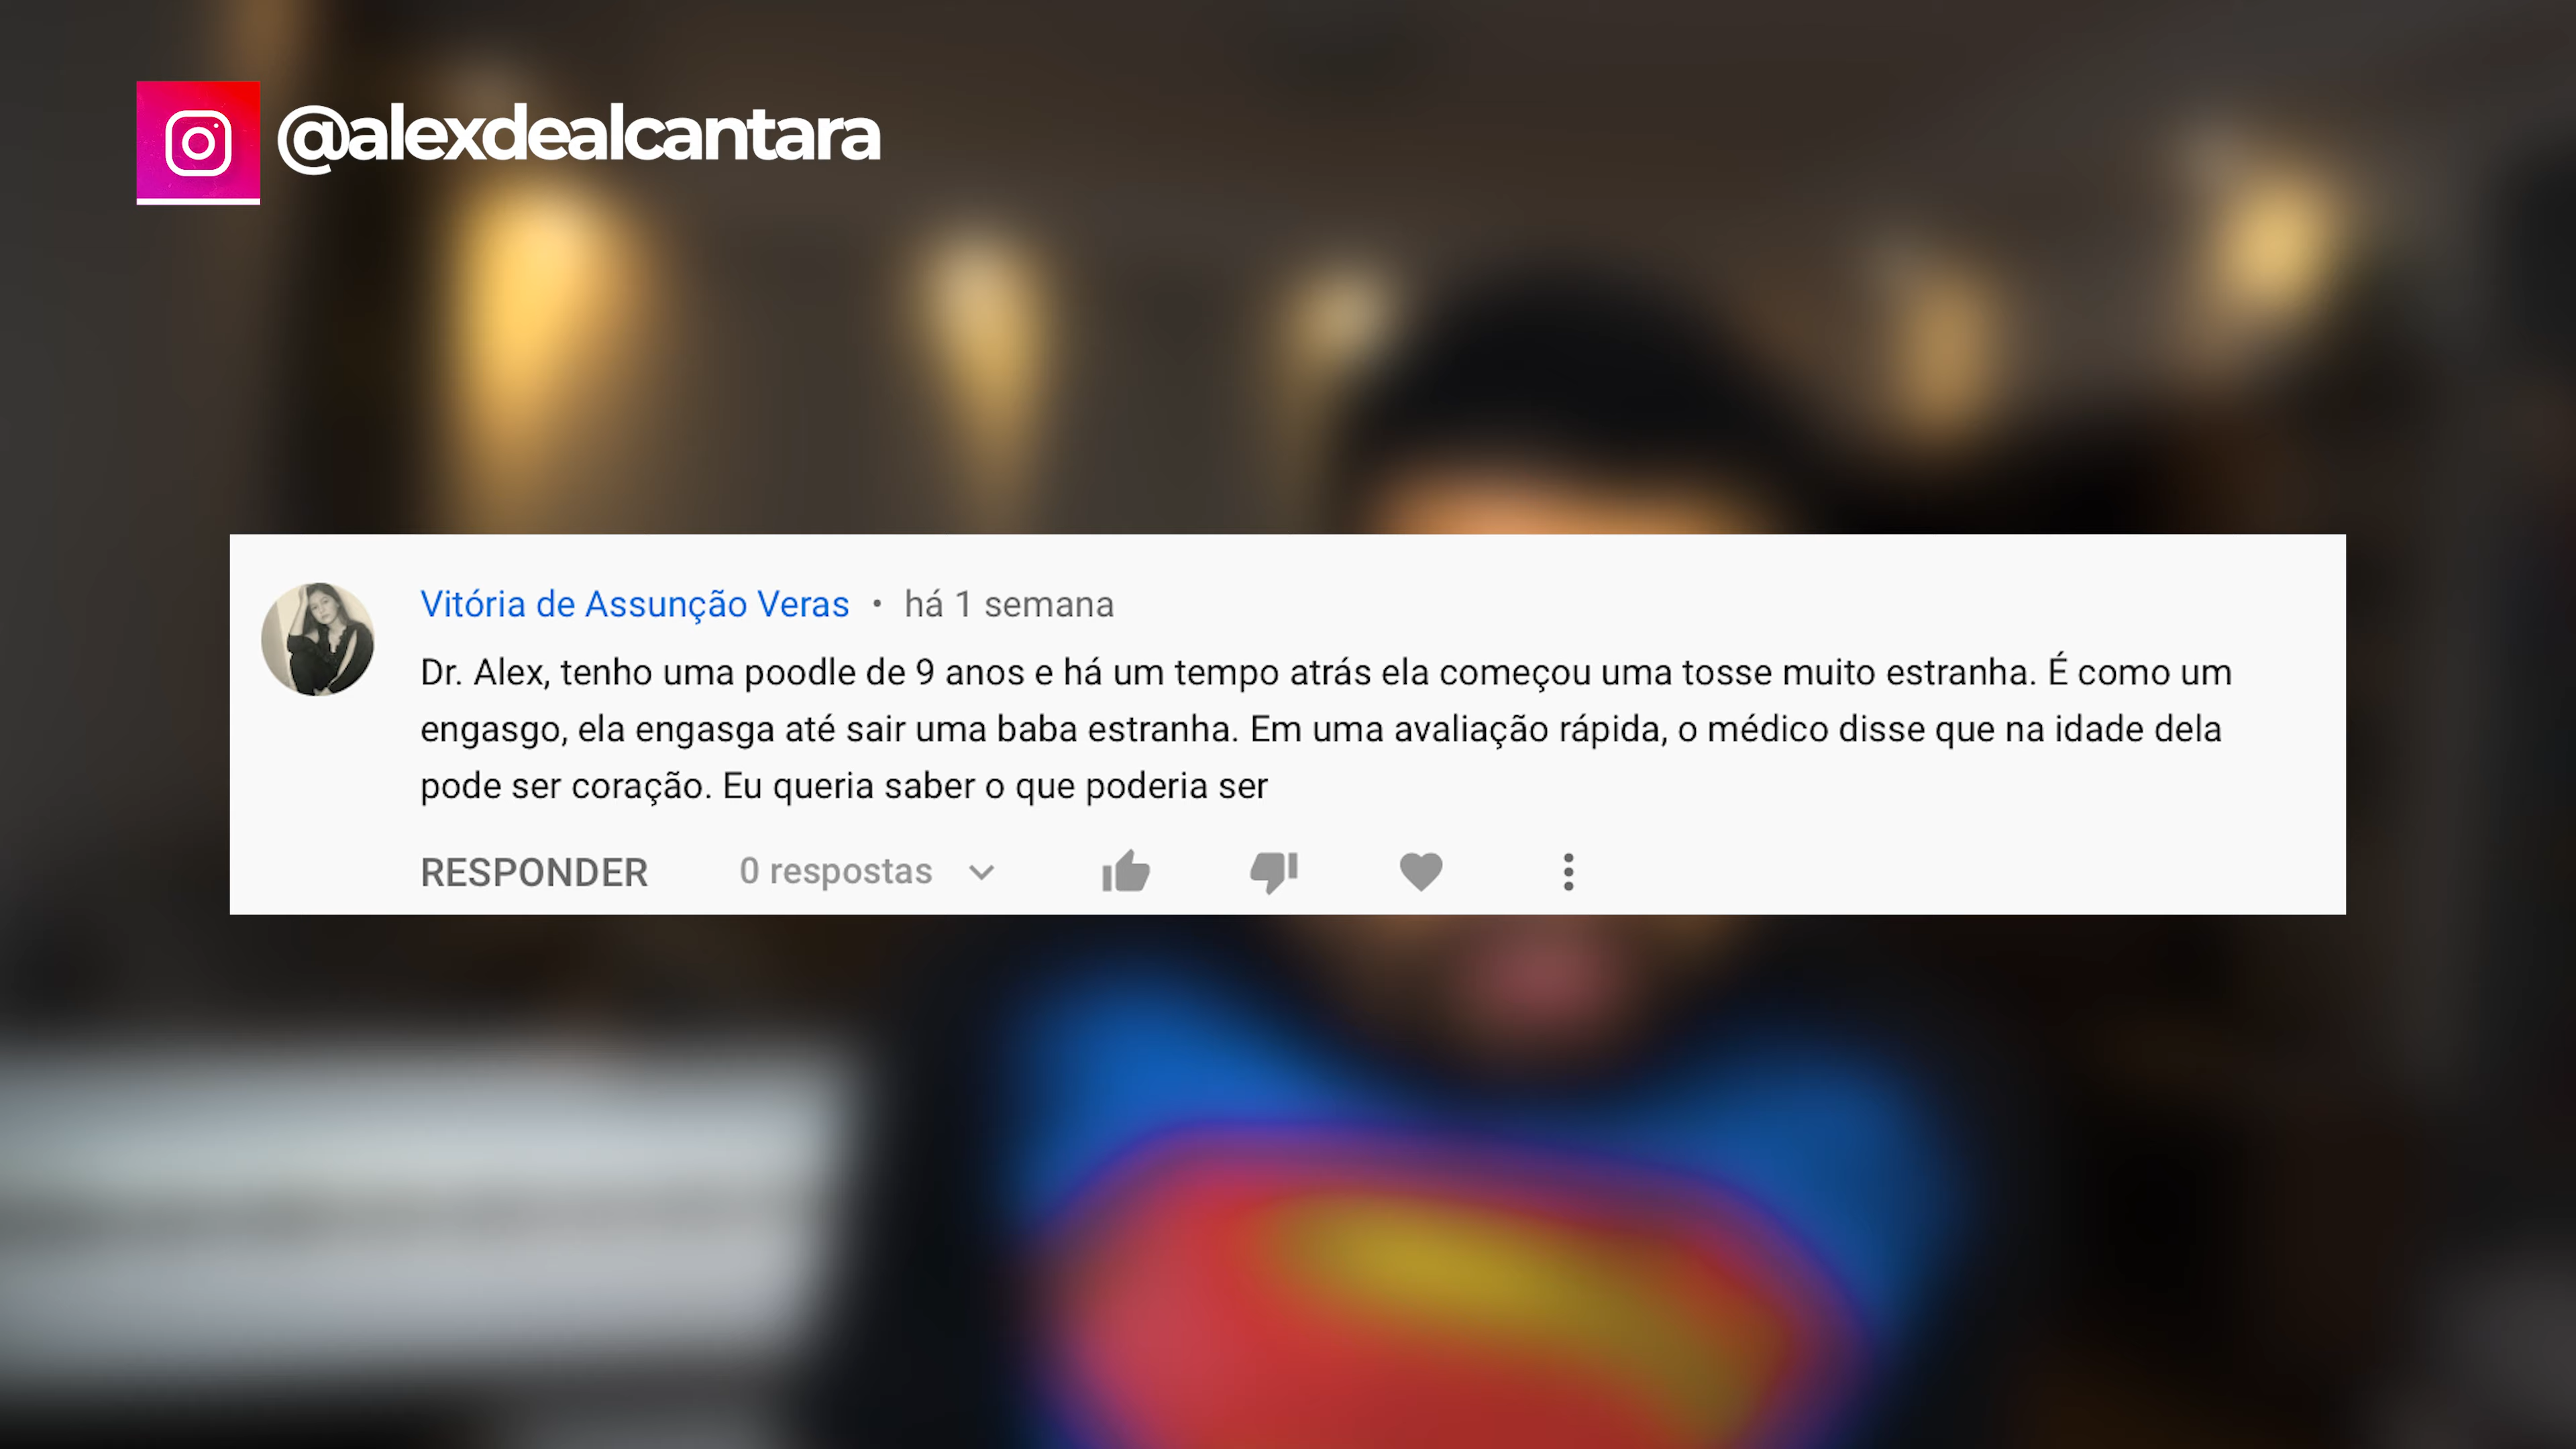 @alexdealcantara
Vitória de Assunção Veras • há 1 semana
Dr. Alex, tenho uma poodle de 9 anos e há um tempo atrás ela começou uma tosse muito estranha. É como um
engasgo, ela engasga até sair uma baba estranha. Em uma avaliação rápida, o médico disse que na idade dela
pode ser coração. Eu queria saber o que poderia ser
RESPONDER 0 respostas